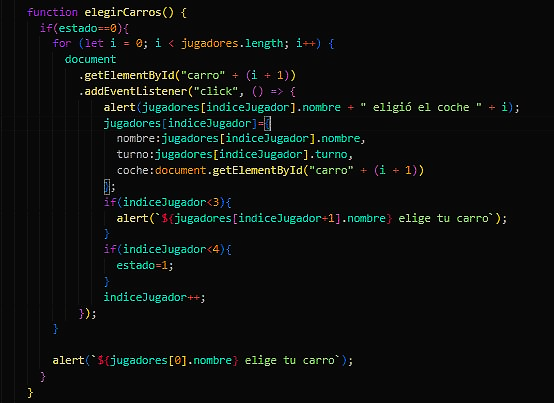 function elegirCarros() {
if(estado==0){
for (let i = 0; i < jugadores.length; i++) {
document
.getElementById("carro" + (i + 1))
.addEventListener("click", () => {
alert(jugadores[indiceJugador].nombre + " eligió el coche " + i);
jugadores[indiceJugador]={
nombre:jugadores[indiceJugador].nombre,
turno:jugadores[indiceJugador].turno,
coche:document.getElementById("carro" + (i + 1))
};
if(indiceJugador<3){
alert(`${jugadores[indiceJugador+1].nombre} elige tu carro`);
}
if(indiceJugador<4){
estado=1;
}
indiceJugador++;
});
}
alert(`${jugadores[0].nombre} elige tu carro`);
}
}